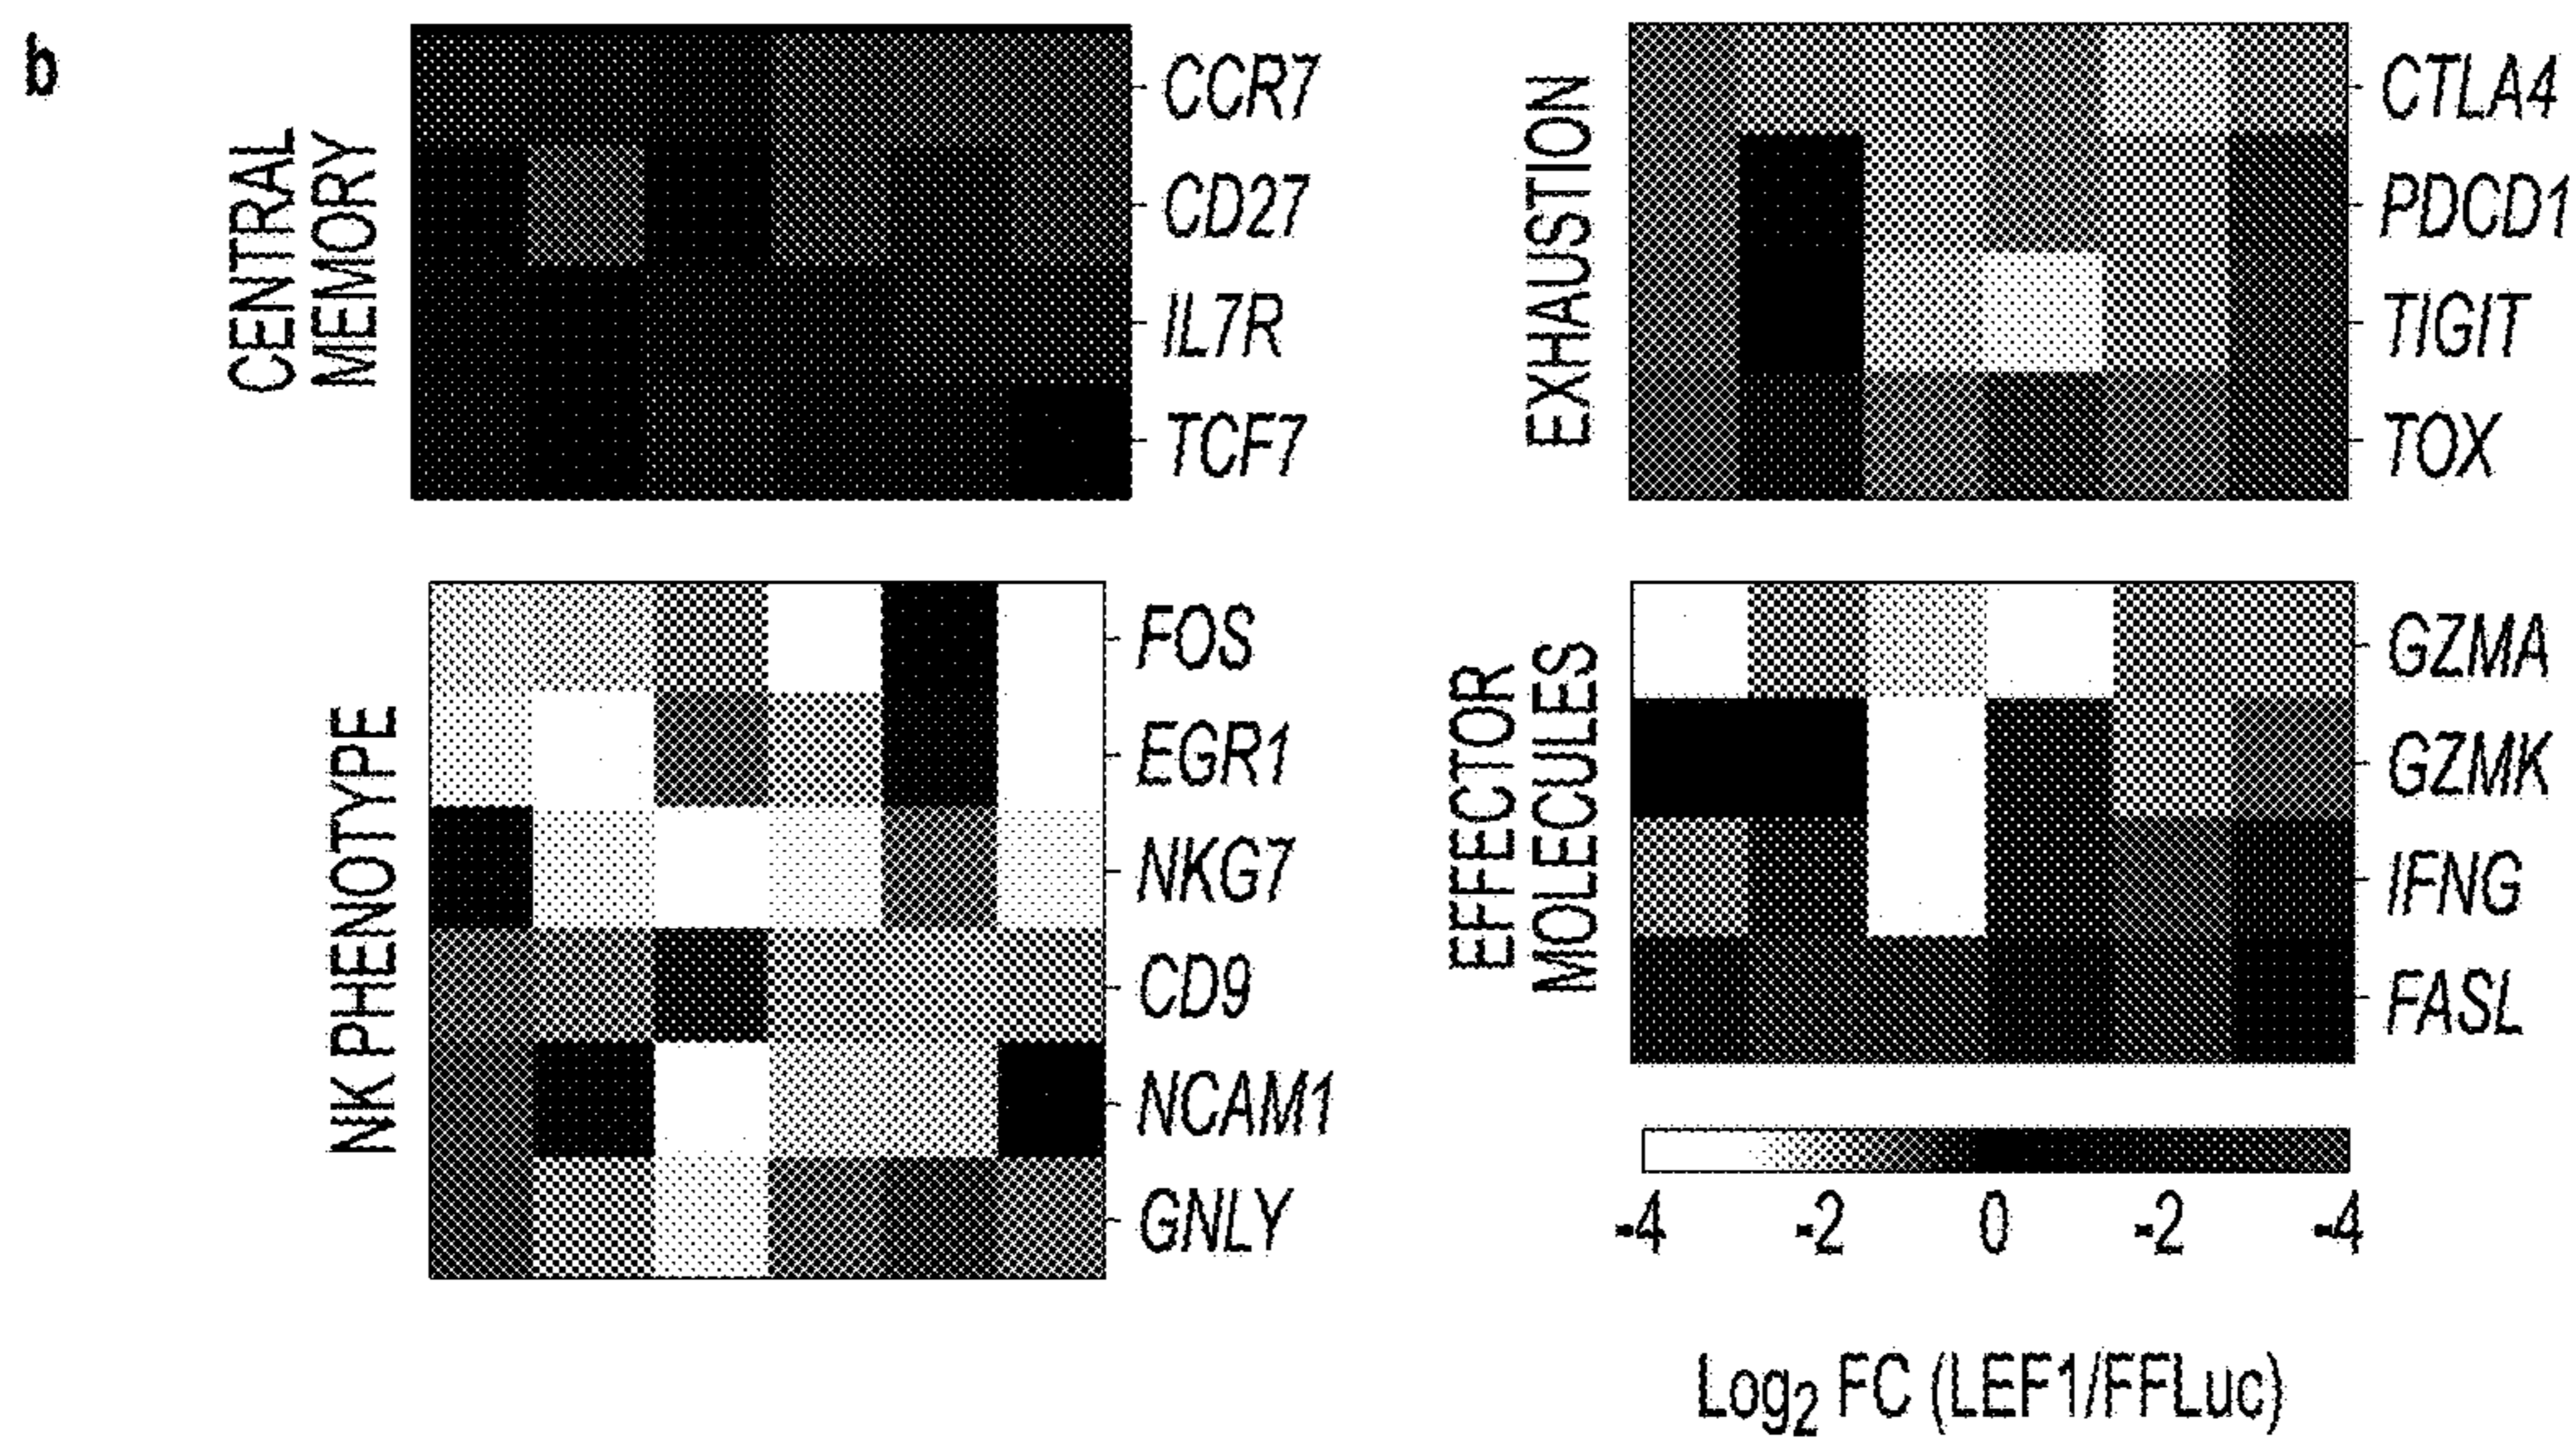 b
CENTRAL
MEMORY
CCR7
CD27
IL7R
TCF7
EXHAUSTION
CTLA4
PDCD1
TIGIT
TOX
NK PHENOTYPE
FOS
EGR1
NKG7
CD9
NCAM1
GNLY
EFFECTOR
MOLECULES
GZMA
GZMK
IFNG
FASL
-4 -2 0 -2 -4
Log2 FC (LEF1/FFLuc)